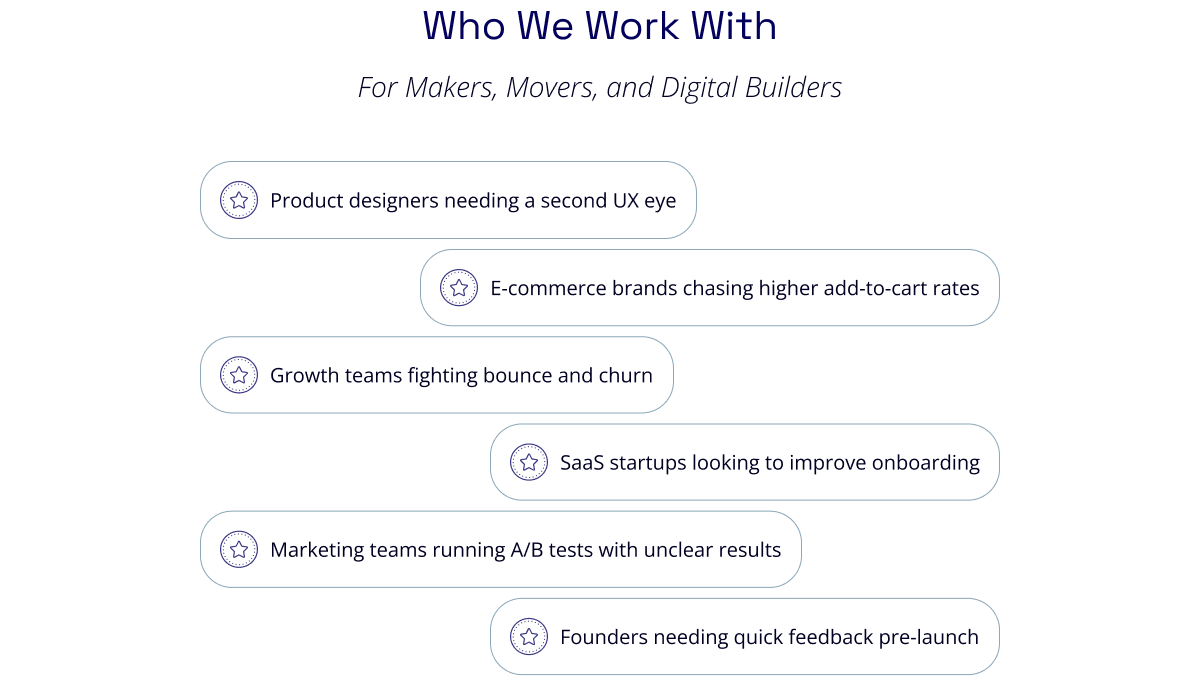 Who We Work With
For Makers, Movers, and Digital Builders
Product designers needing a second UX eye
E-commerce brands chasing higher add-to-cart rates
Growth teams fighting bounce and churn
SaaS startups looking to improve onboarding
Marketing teams running A/B tests with unclear results
Founders needing quick feedback pre-launch